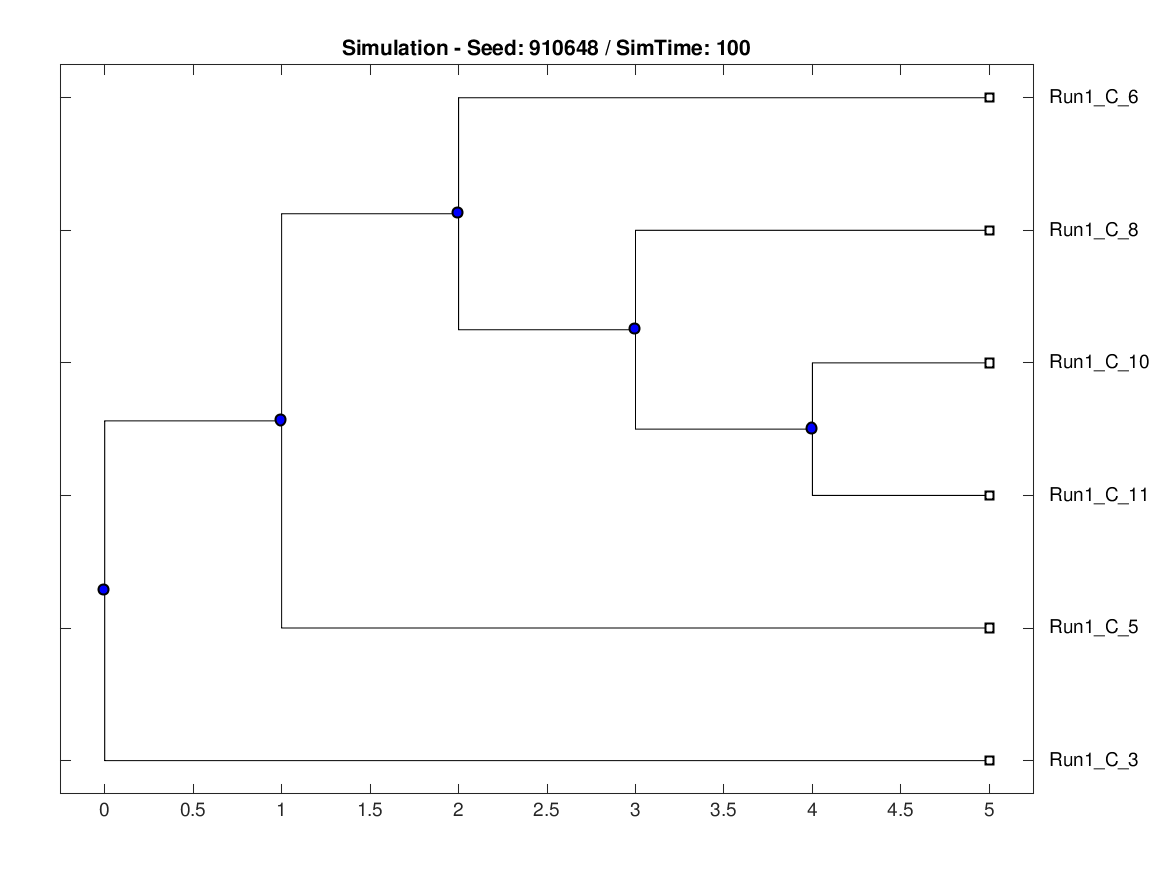 Simulation - Seed: 910648 / SimTime: 100
Run1_C_6
Run1_C_8
Run1_C_10
Run1_C_11
Run1_C_5
Run1_C_3
0 0.5 1 1.5 2 2.5 3 3.5 4 4.5 5